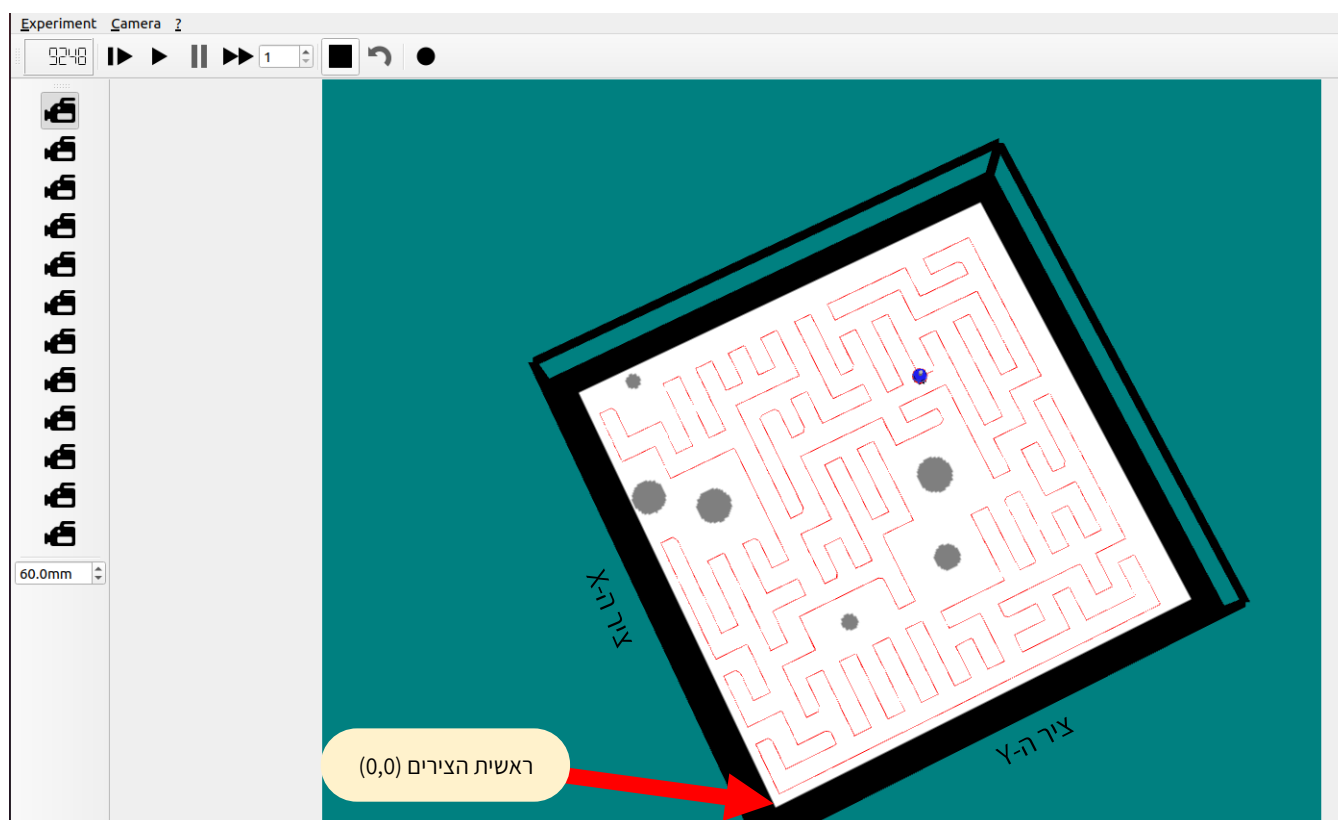 Experiment Camera ?
9248
1
60.0mm
ציר ה-X
ציר ה-Y
ראשית הצירים (0,0)